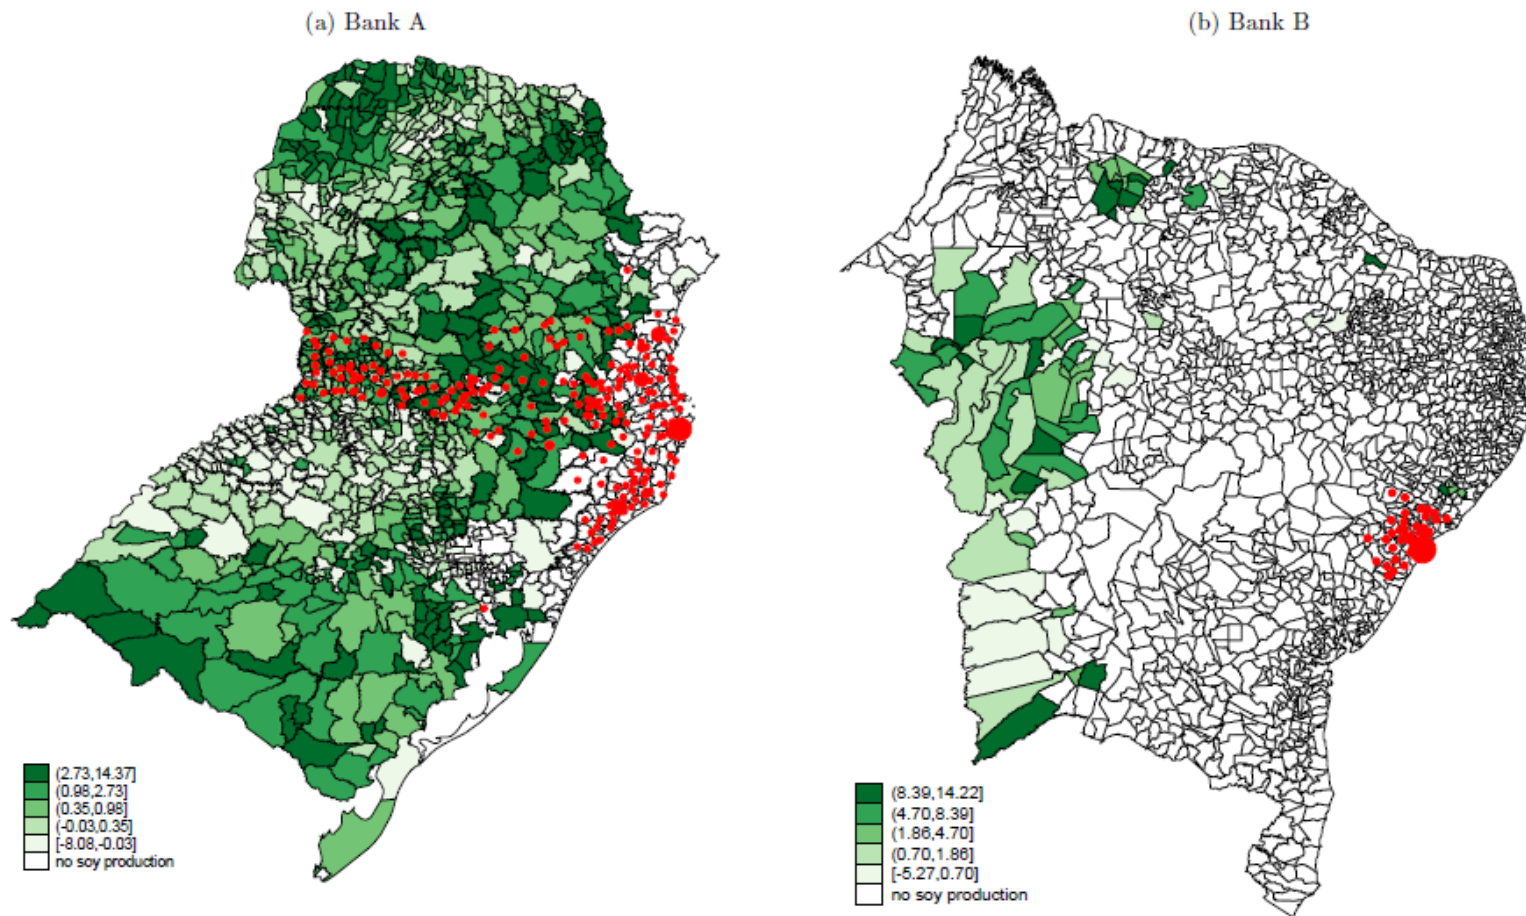 (a) Bank A
(2.73,14.37]
(0.98,2.73]
(0.35,0.98]
(-0.03,0.35]
[-8.08,-0.03]
no soy production
(b) Bank B
(8.39,14.22]
(4.70,8.39]
(1.86,4.70]
(0.70,1.86]
[-5.27,0.70]
no soy production